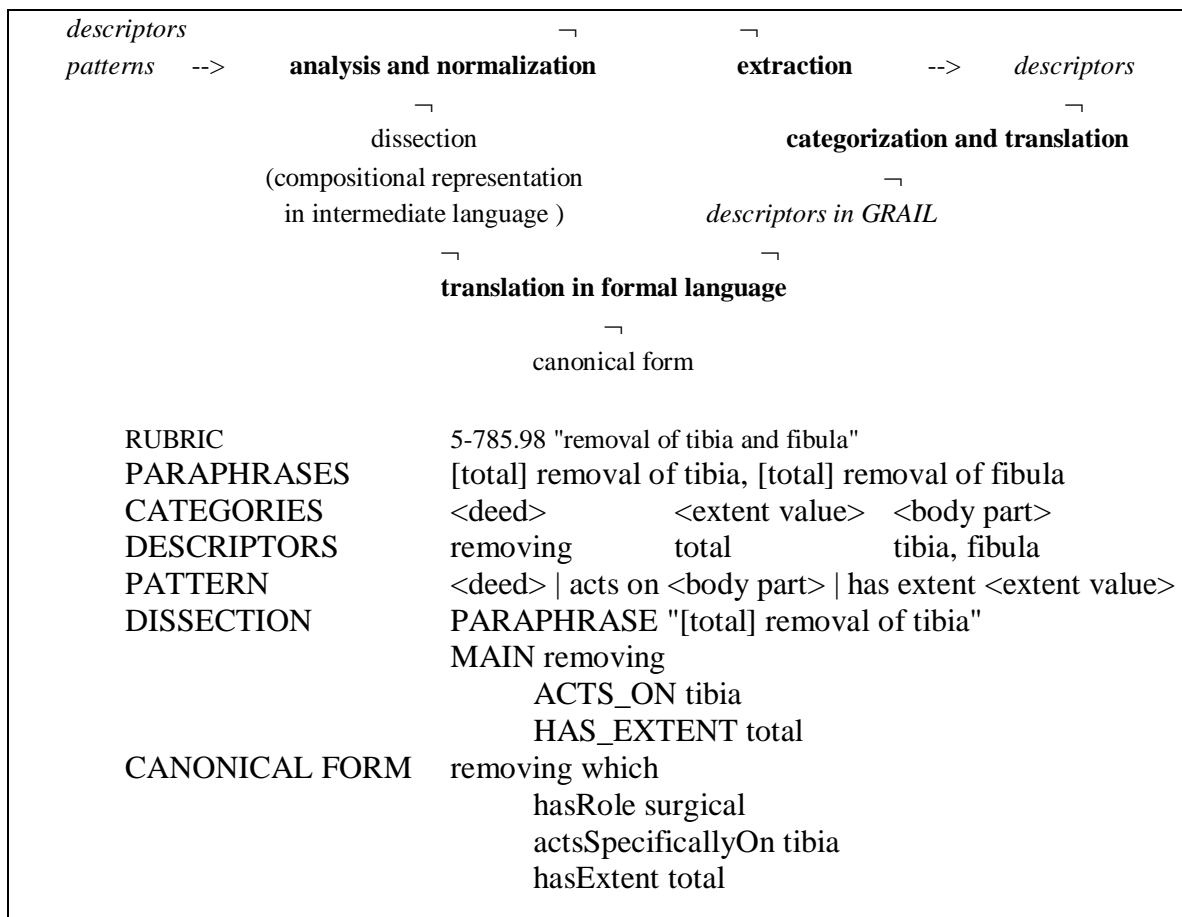 descriptors ¬ ¬
patterns --> analysis and normalization extraction --> descriptors
¬ ¬
dissection categorization and translation
(compositional representation ¬
in intermediate language ) descriptors in GRAIL
¬ ¬
translation in formal language
¬
canonical form
RUBRIC 5-785.98 "removal of tibia and fibula"
PARAPHRASES [total] removal of tibia, [total] removal of fibula
CATEGORIES <deed> <extent value> <body part>
DESCRIPTORS removing total tibia, fibula
PATTERN <deed> | acts on <body part> | has extent <extent value>
DISSECTION PARAPHRASE "[total] removal of tibia"
MAIN removing
ACTS_ON tibia
HAS_EXTENT total
CANONICAL FORM removing which
hasRole surgical
actsSpecificallyOn tibia
hasExtent total